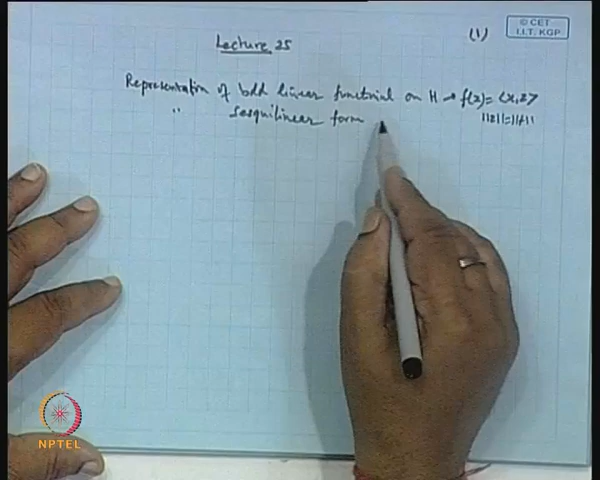 Lecture 25
(1)
© CET
I.I.T. KGP
Representation of bdd linear functional on H → f(x) = <x, z>
" Sesquilinear form ||z|| = ||f||
NPTEL